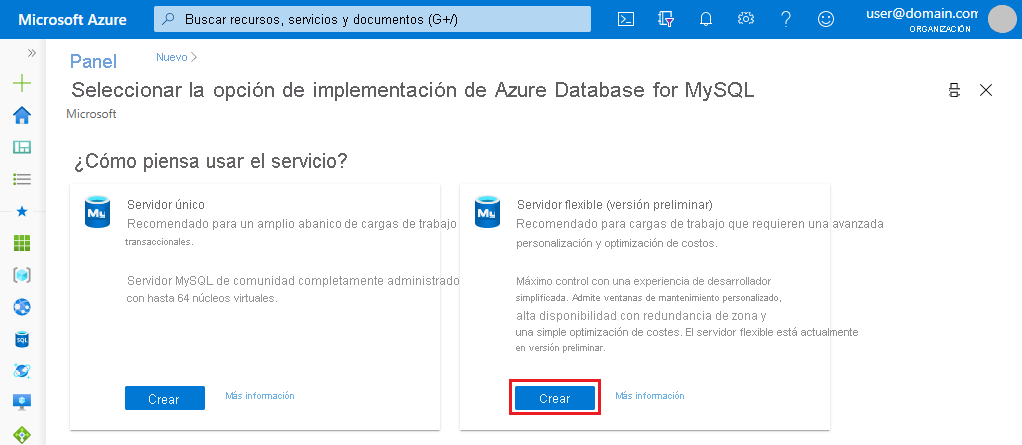 Microsoft Azure
Buscar recursos, servicios y documentos (G+/)
user@domain.com
ORGANIZACIÓN
Panel
Nuevo
Seleccionar la opción de implementación de Azure Database for MySQL
Microsoft
¿Cómo piensa usar el servicio?
Servidor único
Recomendado para un amplio abanico de cargas de trabajo
transaccionales.
Servidor MySQL de comunidad completamente administrado
con hasta 64 núcleos virtuales.
Crear
Más información
Servidor flexible (versión preliminar)
Recomendado para cargas de trabajo que requieren una avanzada
personalización y optimización de costos.
Máximo control con una experiencia de desarrollador
simplificada. Admite ventanas de mantenimiento personalizado,
alta disponibilidad con redundancia de zona y
una simple optimización de costes. El servidor flexible está actualmente
en versión preliminar.
Crear
Más información
My
My
SQL